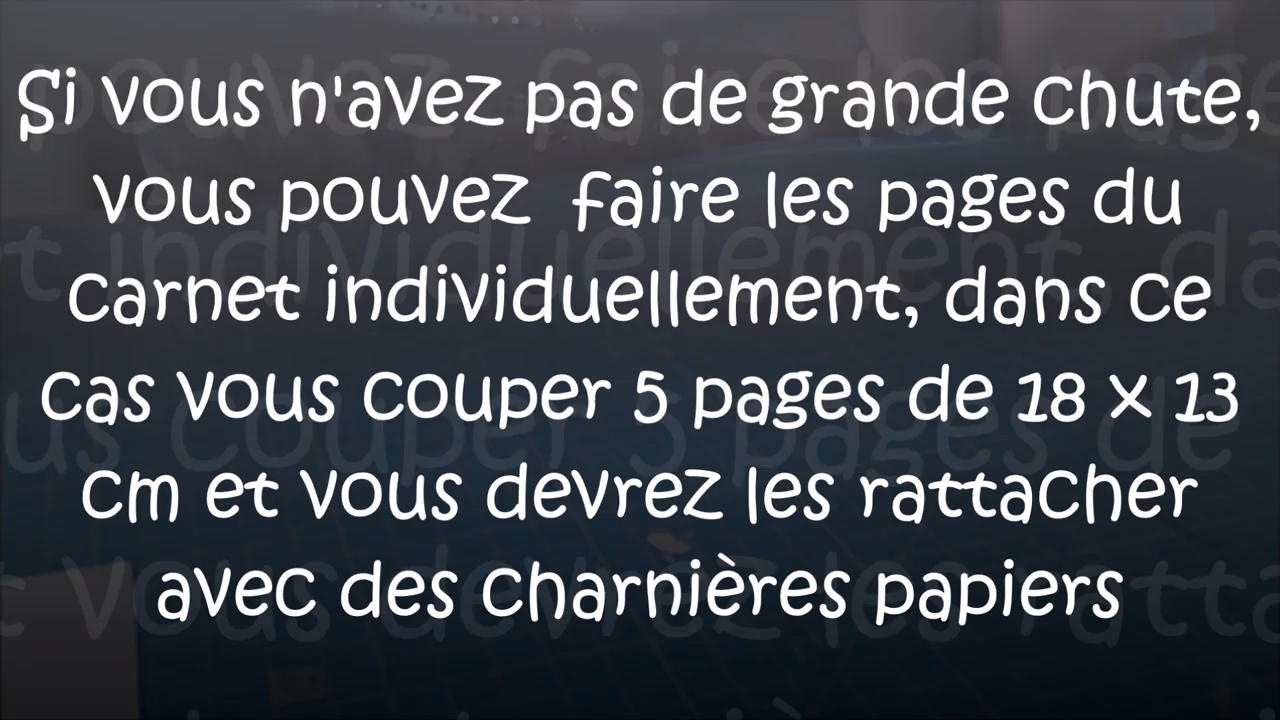 Si vous n'avez pas de grande chute,
vous pouvez faire les pages du
carnet individuellement, dans ce
cas vous couper 5 pages de 18 x 13
cm et vous devrez les rattacher
avec des charnières papiers